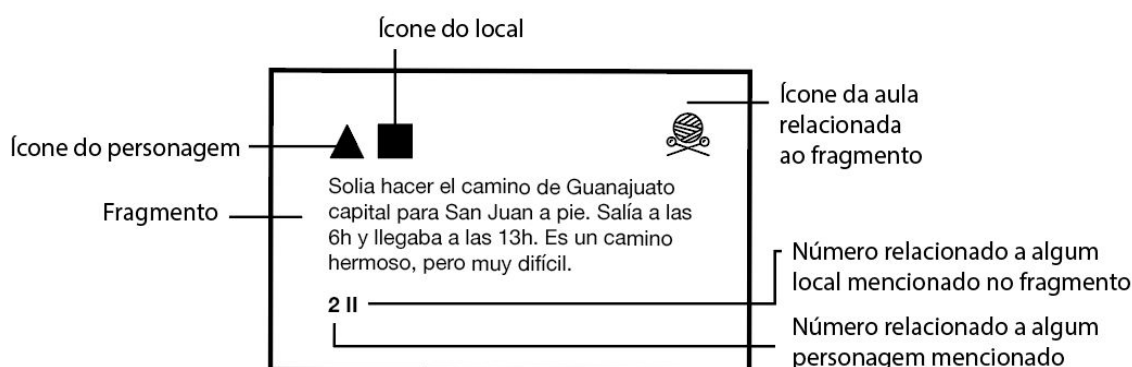 Ícone do local
Ícone da aula
relacionada
ao fragmento
Ícone do personagem
Fragmento
Solia hacer el camino de Guanajuato
capital para San Juan a pie. Salía a las
6h y llegaba a las 13h. Es un camino
hermoso, pero muy difícil.
2 II
Número relacionado a algum
local mencionado no fragmento
Número relacionado a algum
personagem mencionado